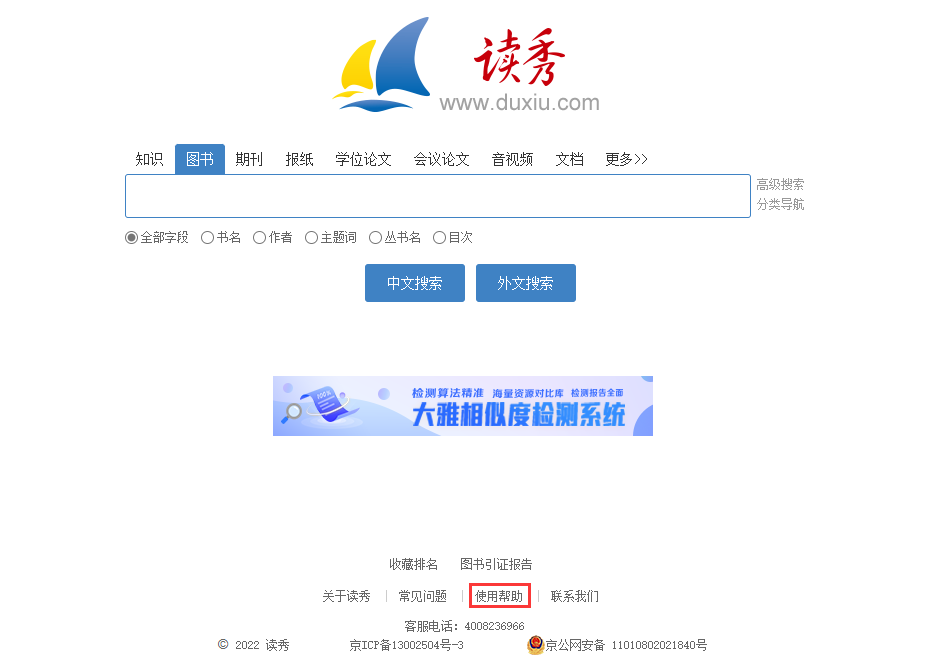 读秀
www.duxiu.com
知识 图书 期刊 报纸 学位论文 会议论文 音视频 文档 更多>>
高级搜索
分类导航
全部字段 书名 作者 主题词 丛书名 目次
中文搜索 外文搜索
100%
检测算法精准 海量资源对比库 检测报告全面
大雅相似度检测系统
收藏排名 图书引证报告
关于读秀 | 常见问题 | 使用帮助 | 联系我们
客服电话：4008236966
© 2022 读秀 京ICP备13002504号-3 京公网安备 11010802021840号